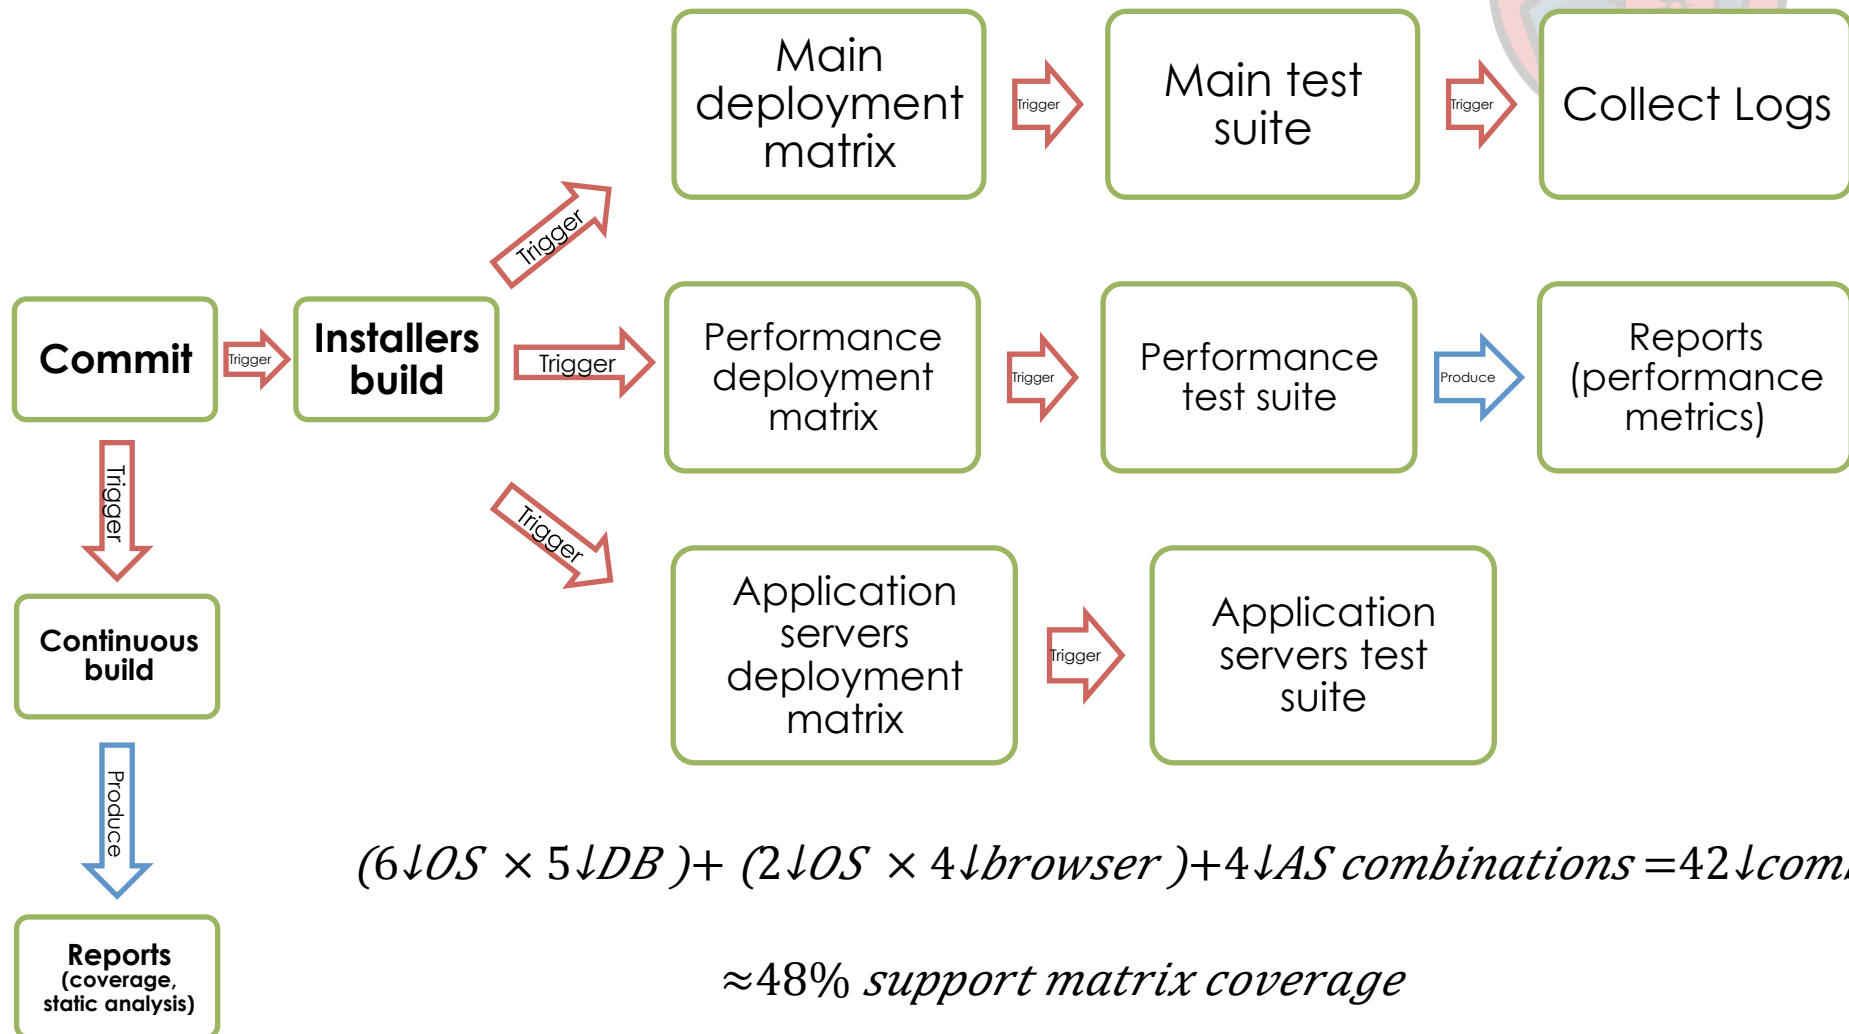 Main
deployment
matrix
Trigger
Main test
suite
Trigger
Collect Logs
Trigger
Commit
Trigger
Installers
build
Trigger
Performance
deployment
matrix
Trigger
Performance
test suite
Produce
Reports
(performance
metrics)
Trigger
Trigger
Application
servers
deployment
matrix
Trigger
Application
servers test
suite
Continuous
build
Produce
Reports
(coverage,
static analysis)
(6↓OS × 5↓DB )+ (2↓OS × 4↓browser )+4↓AS combinations =42↓com
≈48% support matrix coverage